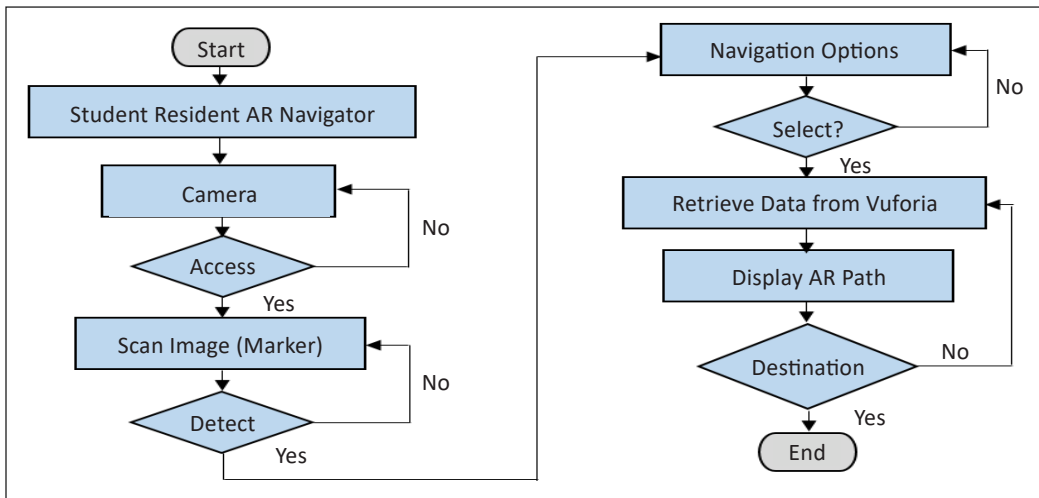 Start
Student Resident AR Navigator
Camera
No
Access
Yes
Scan Image (Marker)
No
Detect
Yes
Navigation Options
No
Select?
Yes
Retrieve Data from Vuforia
Display AR Path
Destination
No
Yes
End